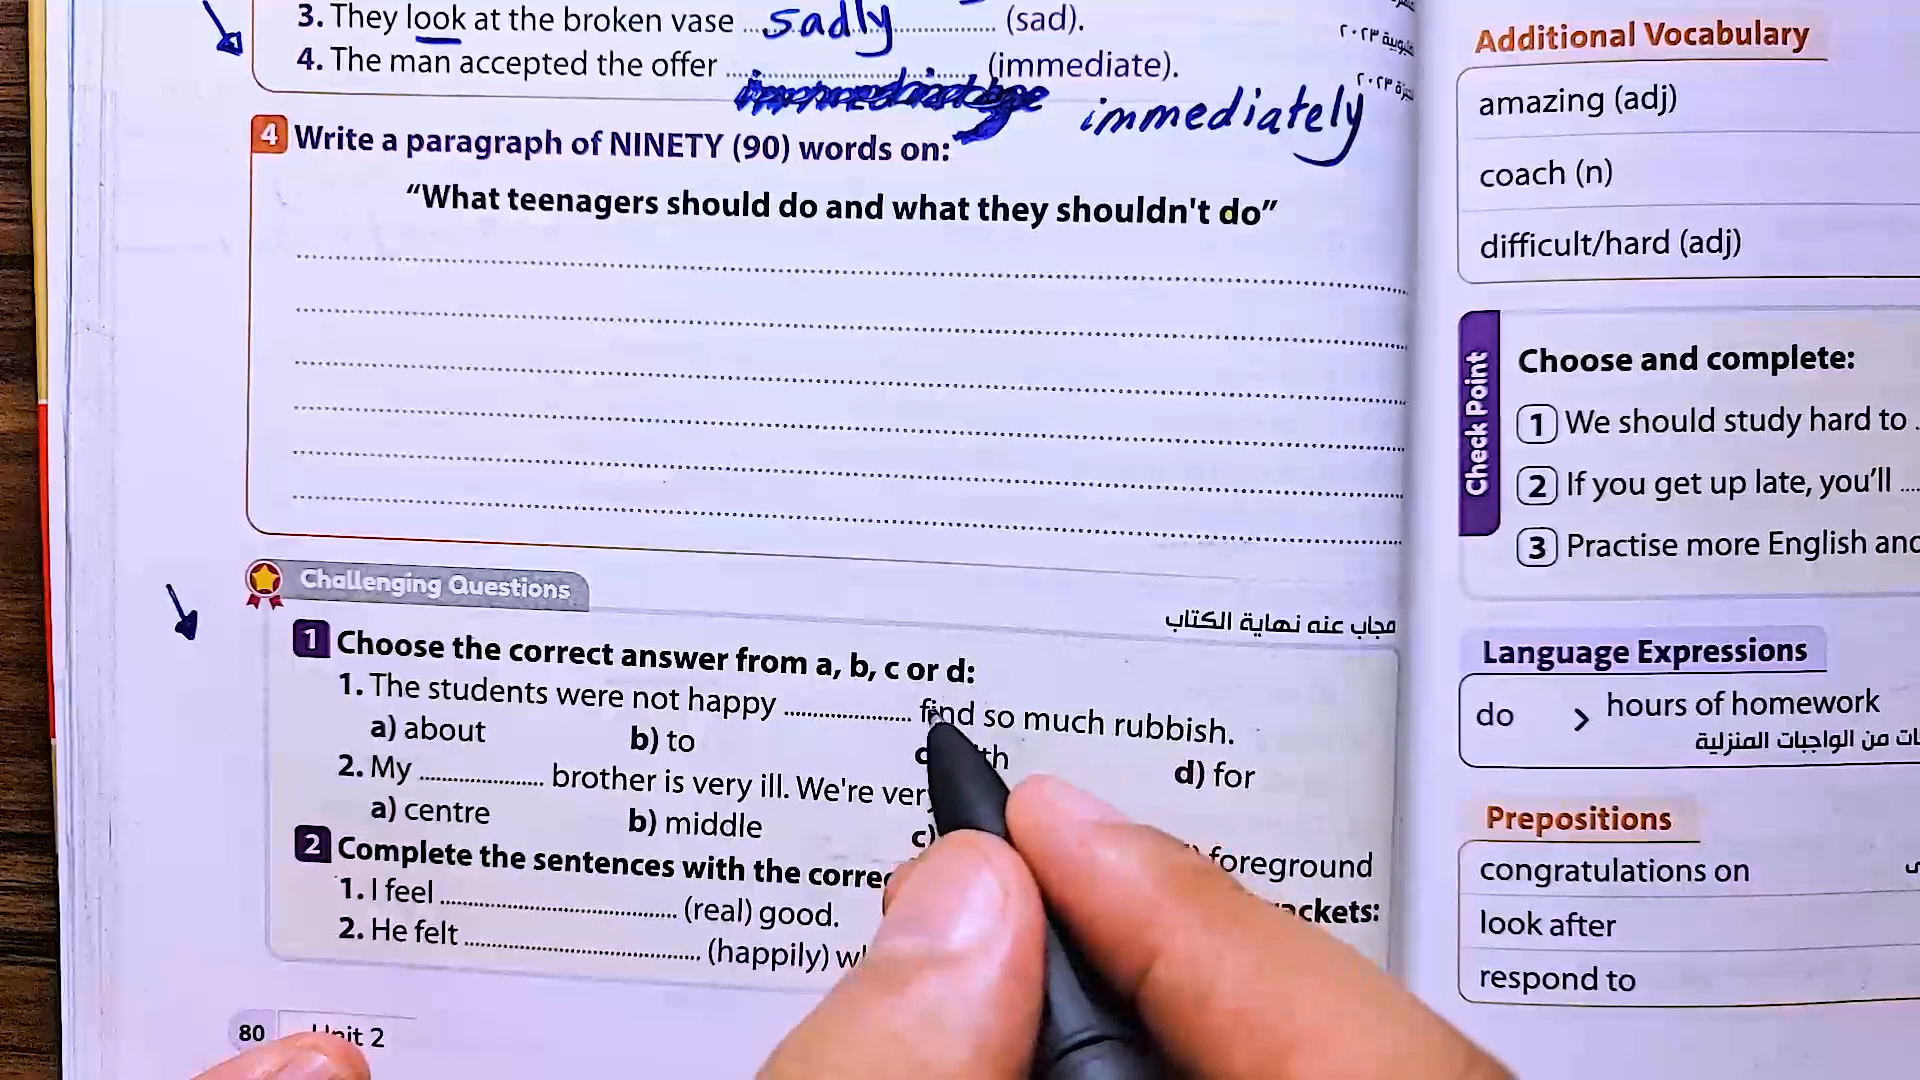 3. They look at the broken vase sadly (sad).
4. The man accepted the offer (immediate).
immediately
4 Write a paragraph of NINETY (90) words on:
“What teenagers should do and what they shouldn't do”
Challenging Questions
مجاب عنه نهاية الكتاب
1 Choose the correct answer from a, b, c or d:
1. The students were not happy .................... find so much rubbish.
a) about b) to d) for
2. My .................... brother is very ill. We're very
a) centre b) middle c) foreground
2 Complete the sentences with the
1. I feel .................... (real) good.
2. He felt .................... (happily)
80 Unit 2
Additional Vocabulary
amazing (adj)
coach (n)
difficult/hard (adj)
Check Point
Choose and complete:
1 We should study hard to
2 If you get up late, you’ll ....
3 Practise more English
Language Expressions
do > hours of homework
من الواجبات المنزلية
Prepositions
congratulations on
look after
respond to